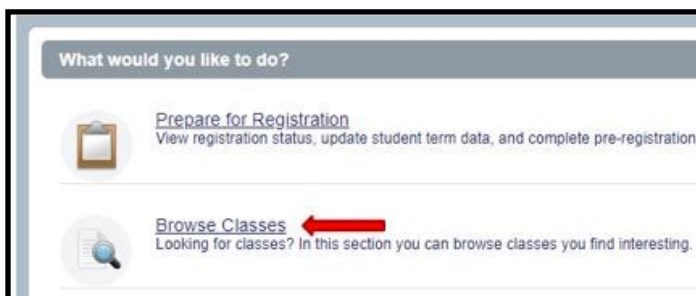 What would you like to do?
Prepare for Registration
View registration status, update student term data, and complete pre-registration
Browse Classes
Looking for classes? In this section you can browse classes you find interesting.